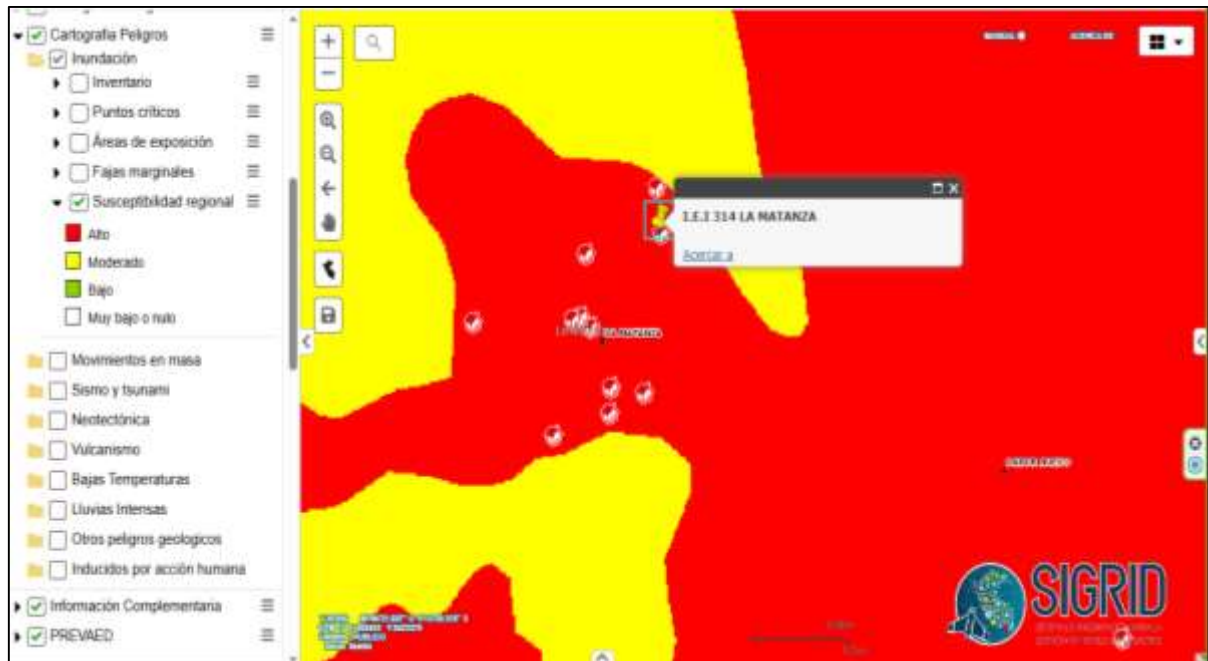 Cartografía Peligros
Inundación
Inventario
Puntos críticos
Áreas de exposición
Fajas marginales
Susceptibilidad regional
Alto
Moderado
Bajo
Muy bajo o nulo
Movimientos en masa
Sismo y tsunami
Neotectónica
Vulcanismo
Bajas Temperaturas
Lluvias Intensas
Otros peligros geologicos
Inducidos por acción humana
Información Complementaria
PREVAED
I.E.I 314 LA MATANZA
Acercar a
LA MATANZA
SIGRID